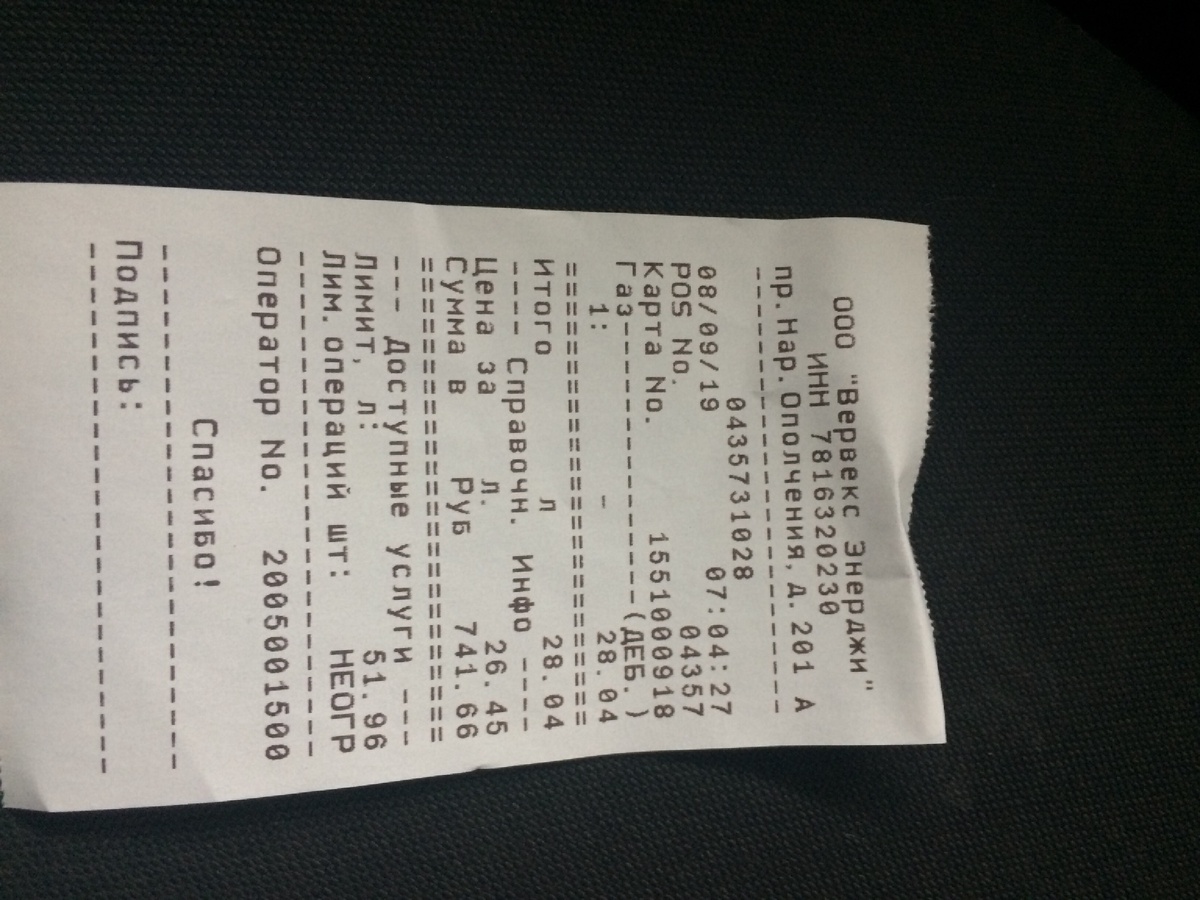 ООО "Вервекс Энерджи"
ИНН 7816320230
пр. Нар. Ополчения, д. 201 А
------------------------------
0435731028
08/09/19 07:04:27
POS No. 04357
Карта No. 1551000918
Газ-------------------(ДЕБ. )
1: - 28.04
==============================
Итого л 28.04
---- Справочн. Инфо ----
Цена за л. 26.45
Сумма в Руб 741.66
==============================
--- Доступные услуги ---
Лимит, л: 51.96
Лим. операций шт: НЕОГР
------------------------------
Оператор No. 2005001500
Спасибо!
------------------------------
Подпись:
------------------------------